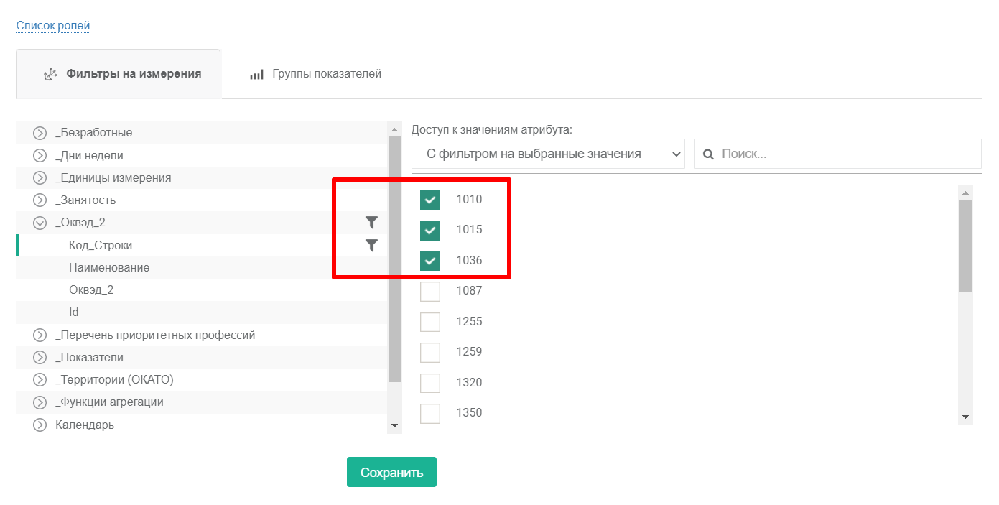 Список ролей
Фильтры на измерения
Группы показателей
_Безработные
_Дни недели
_Единицы измерения
_Занятость
_Оквэд_2
Код_Строки
Наименование
Оквэд_2
Id
_Перечень приоритетных профессий
_Показатели
_Территории (ОКАТО)
_Функции агрегации
Календарь
Доступ к значениям атрибута:
С фильтром на выбранные значения
Поиск...
1010
1015
1036
1087
1255
1259
1320
1350
Сохранить